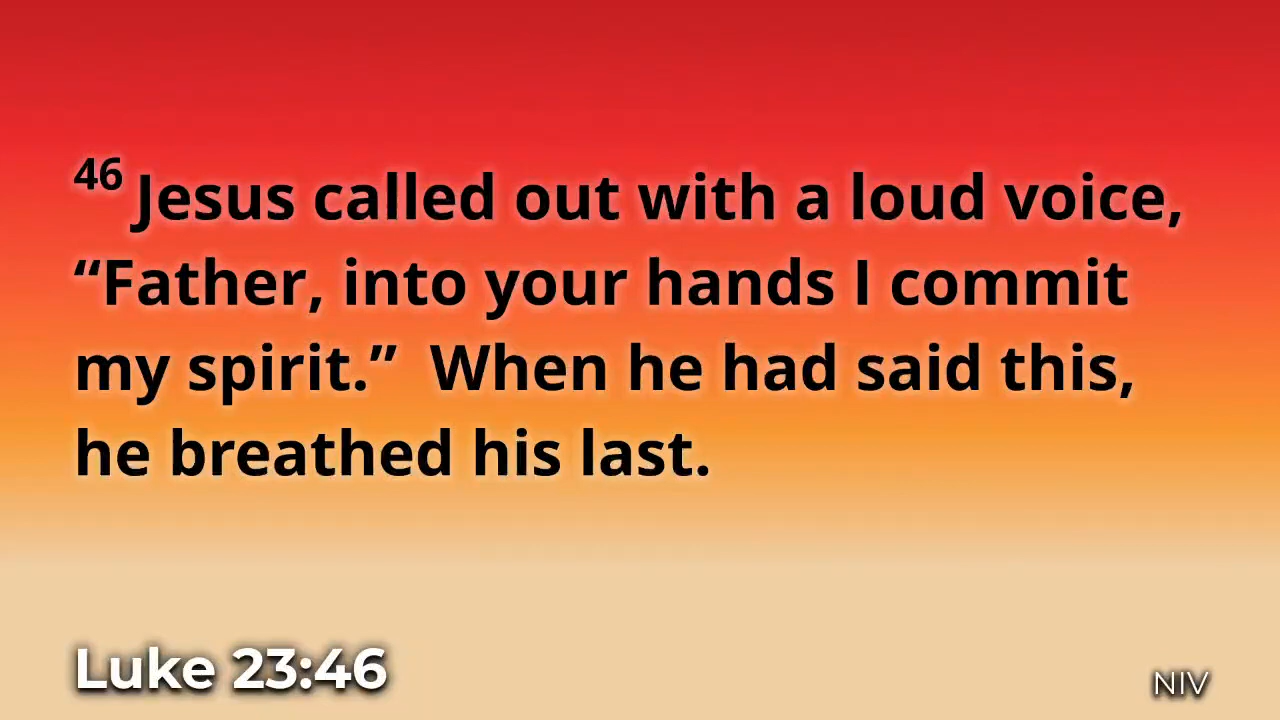 46 Jesus called out with a loud voice,
“Father, into your hands I commit
my spirit.”  When he had said this,
he breathed his last.
Luke 23:46
NIV